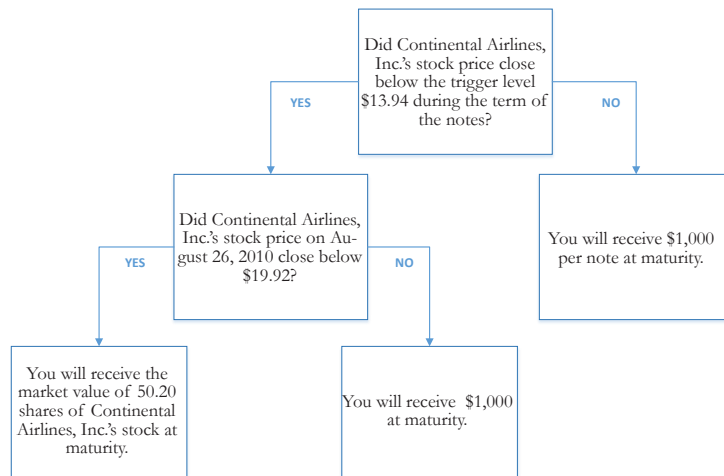 Did Continental Airlines,
Inc.'s stock price close
below the trigger level
$13.94 during the term of
the notes?
YES
NO
Did Continental Airlines,
Inc.'s stock price on Au-
gust 26, 2010 close below
$19.92?
You will receive $1,000
per note at maturity.
YES
NO
You will receive the
market value of 50.20
shares of Continental
Airlines, Inc.'s stock at
maturity.
You will receive $1,000
at maturity.